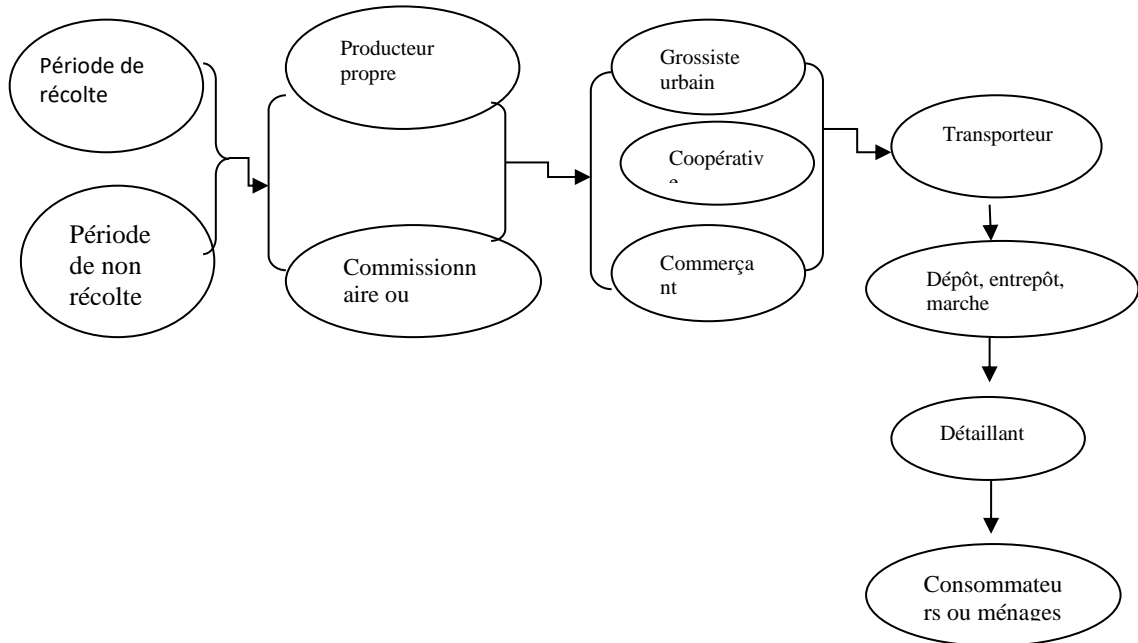 Période de
récolte
Période
de non
récolte
Producteur
propre
Commissionn
aire ou
Grossiste
urbain
Coopérativ
e
Commerça
nt
Transporteur
Dépôt, entrepôt,
marche
Détaillant
Consommateu
rs ou ménages